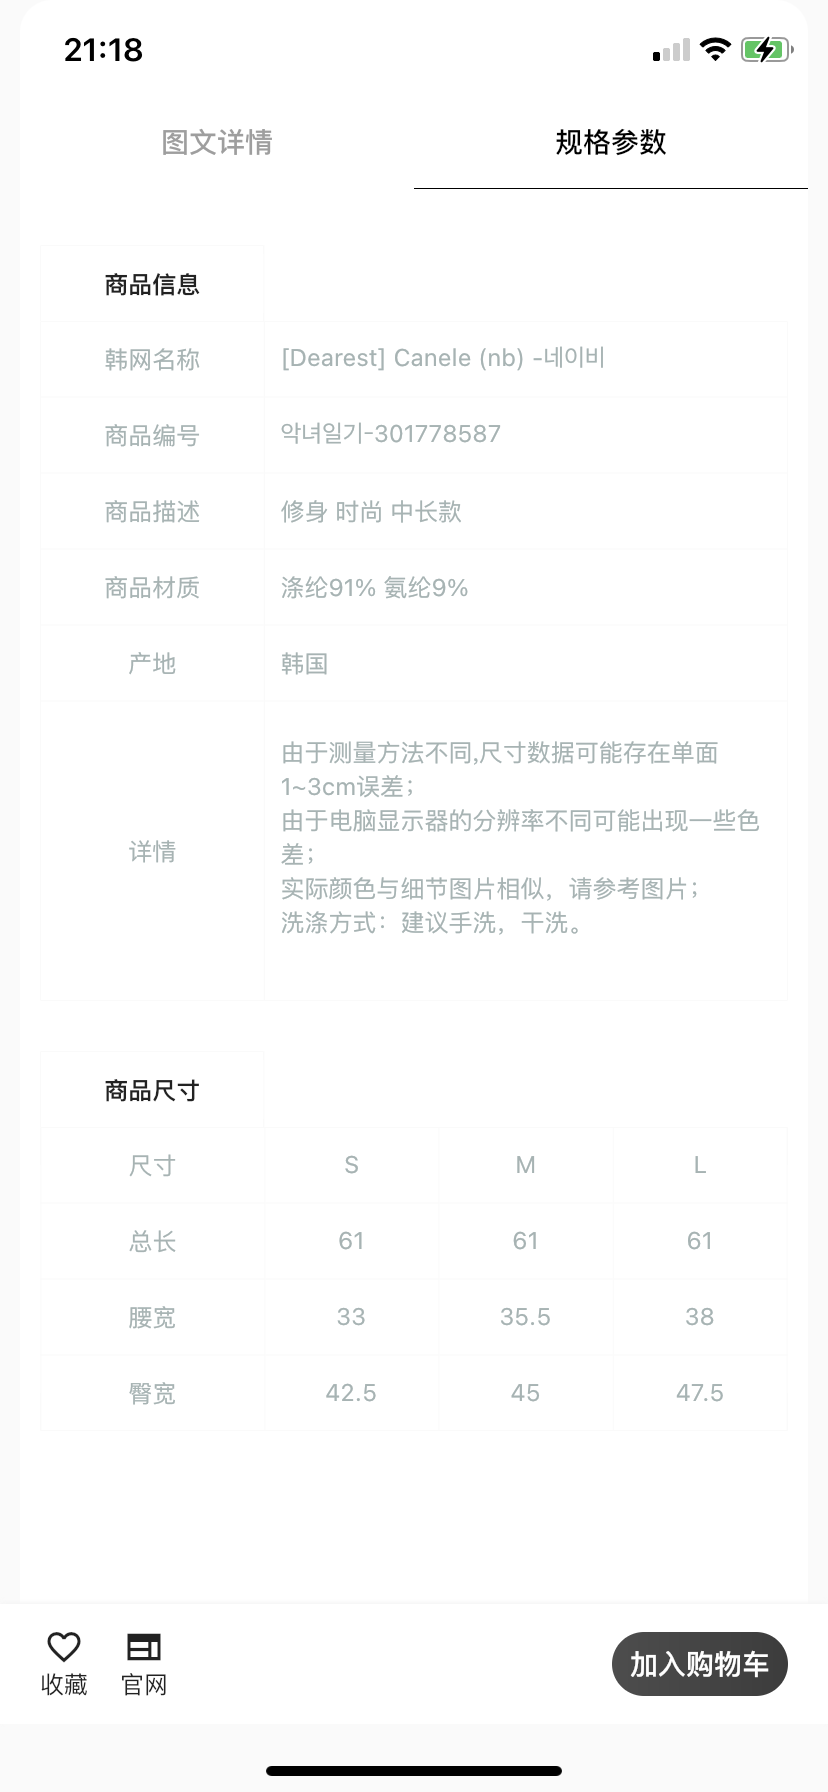 21:18
图文详情 规格参数
商品信息
韩网名称 [Dearest] Canele (nb) -네이비
商品编号 악녀일기-301778587
商品描述 修身 时尚 中长款
商品材质 涤纶91% 氨纶9%
产地 韩国
详情
由于测量方法不同,尺寸数据可能存在单面
1~3cm误差；
由于电脑显示器的分辨率不同可能出现一些色
差；
实际颜色与细节图片相似，请参考图片；
洗涤方式：建议手洗，干洗。
商品尺寸
尺寸 S M L
总长 61 61 61
腰宽 33 35.5 38
臀宽 42.5 45 47.5
收藏 官网 加入购物车